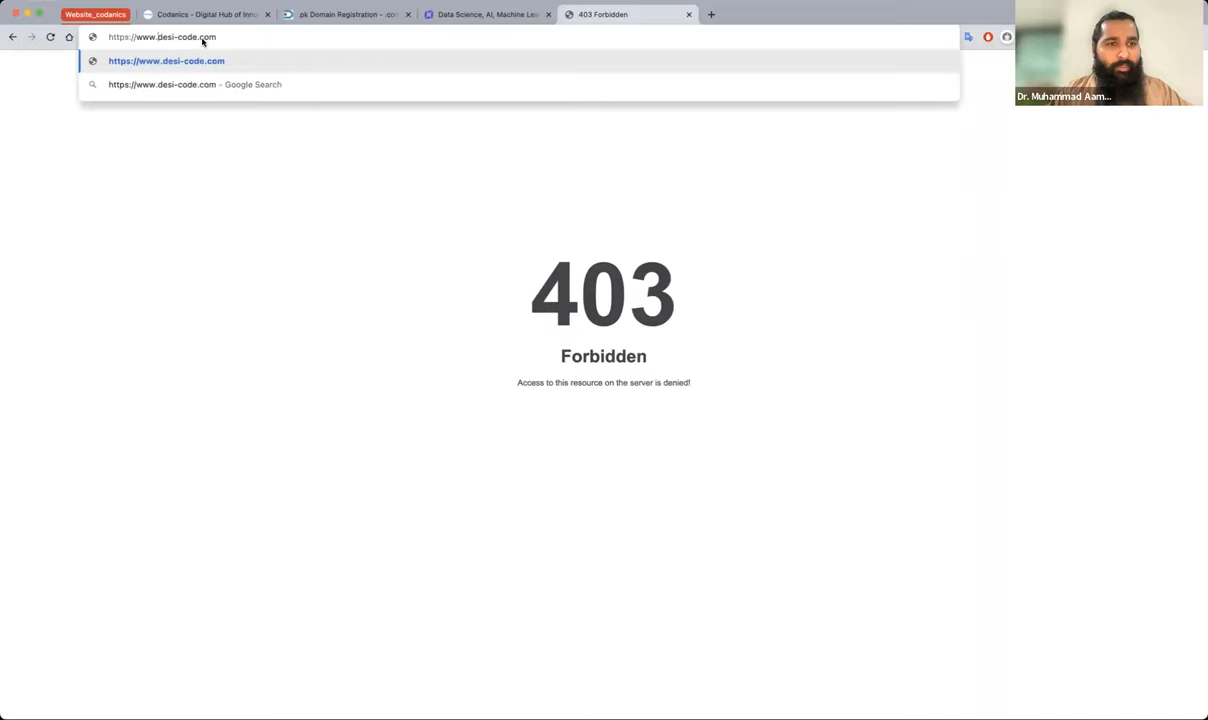 Website_codanics
Codanics - Digital Hub of Inno
.pk Domain Registration - .com
Data Science, AI, Machine Lea
403 Forbidden
https://www.desi-code.com
https://www.desi-code.com
https://www.desi-code.com - Google Search
Dr. Muhammad Aam...
403
Forbidden
Access to this resource on the server is denied!